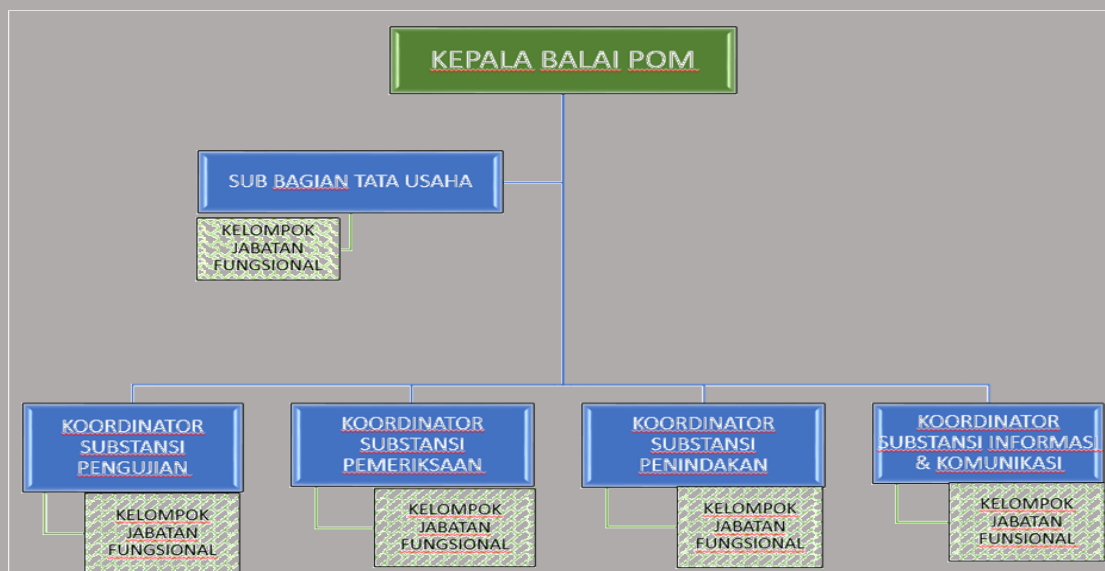 KEPALA BALAI POM
SUB BAGIAN TATA USAHA
KELOMPOK
JABATAN
FUNGSIONAL
KOORDINATOR
SUBSTANSI
PENGUJIAN
KELOMPOK
JABATAN
FUNGSIONAL
KOORDINATOR
SUBSTANSI
PEMERIKSAAN
KELOMPOK
JABATAN
FUNGSIONAL
KOORDINATOR
SUBSTANSI
PENINDAKAN
KELOMPOK
JABATAN
FUNGSIONAL
KOORDINATOR
SUBSTANSI INFORMASI
& KOMUNIKASI
KELOMPOK
JABATAN
FUNSIONAL